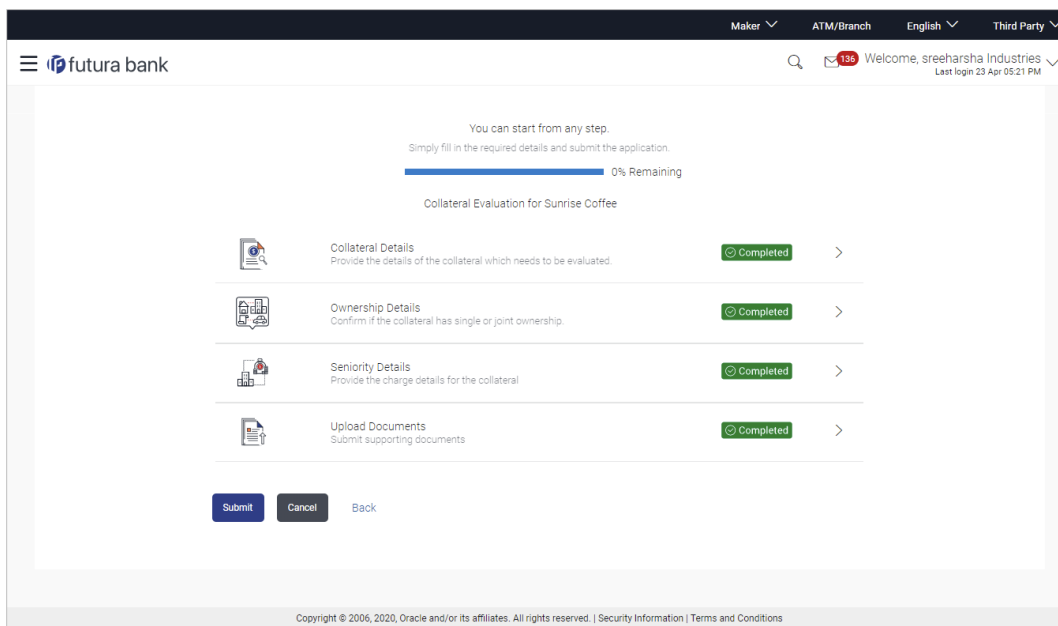 Maker ATM/Branch English Third Party
futura bank 136 Welcome, sreeharsha Industries
Last login 23 Apr 05:21 PM
You can start from any step.
Simply fill in the required details and submit the application.
0% Remaining
Collateral Evaluation for Sunrise Coffee
Collateral Details
Provide the details of the collateral which needs to be evaluated.
Completed
Ownership Details
Confirm if the collateral has single or joint ownership.
Completed
Seniority Details
Provide the charge details for the collateral
Completed
Upload Documents
Submit supporting documents
Completed
Submit Cancel Back
Copyright © 2006, 2020, Oracle and/or its affiliates. All rights reserved. | Security Information | Terms and Conditions